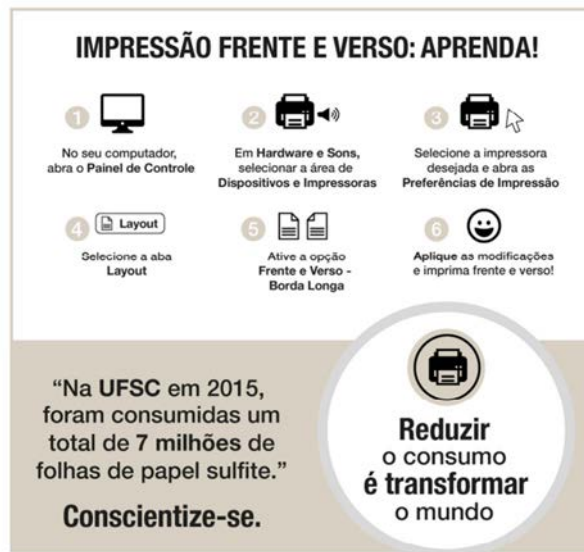 IMPRESSÃO FRENTE E VERSO: APRENDA!
1
No seu computador,
abra o Painel de Controle
2
Em Hardware e Sons,
selecionar a área de
Dispositivos e Impressoras
3
Selecione a impressora
desejada e abra as
Preferências de Impressão
4
Layout
Selecione a aba
Layout
5
Ative a opção
Frente e Verso -
Borda Longa
6
Aplique as modificações
e imprima frente e verso!
“Na UFSC em 2015,
foram consumidas um
total de 7 milhões de
folhas de papel sulfite.”
Conscientize-se.
Reduzir
o consumo
é transformar
o mundo